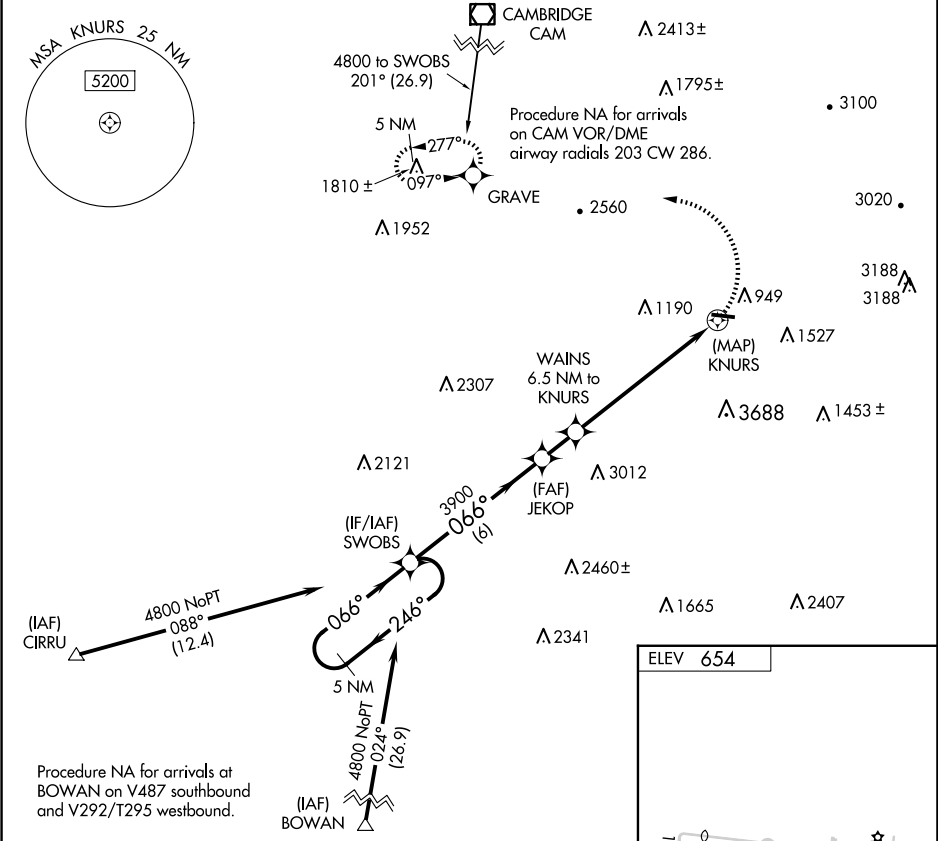 MSA KNURS 25 NM
5200
CAMBRIDGE
CAM
4800 to SWOBS
201° (26.9)
2413±
1795±
3100
Procedure NA for arrivals
on CAM VOR/DME
airway radials 203 CW 286.
5 NM
277°
097°
1810 ±
GRAVE
1952
2560
3020
3188
3188
1190
949
1527
(MAP)
KNURS
WAINS
6.5 NM to
KNURS
2307
3688
1453 ±
2121
3012
(FAF)
JEKOP
3900
066°
(6)
(IF/IAF)
SWOBS
2460±
066°
246°
4800 NoPT
088°
(12.4)
(IAF)
CIRRU
1665
2407
2341
5 NM
4800 NoPT
024°
(26.9)
(IAF)
BOWAN
Procedure NA for arrivals at
BOWAN on V487 southbound
and V292/T295 westbound.
ELEV 654